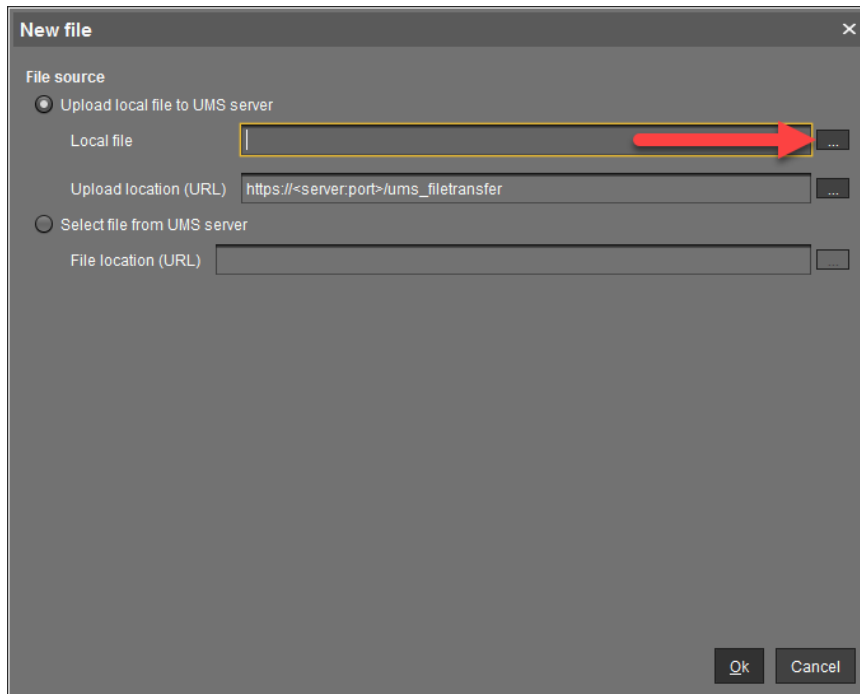 New file ×
File source
Upload local file to UMS server
Local file ...
Upload location (URL) https://<server:port>/ums_filetransfer ...
Select file from UMS server
File location (URL) ...
Ok Cancel